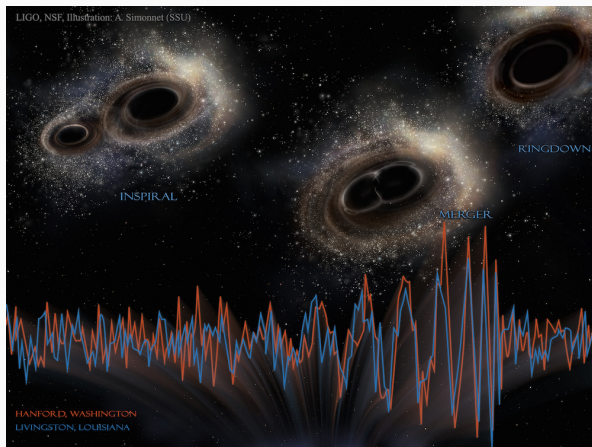 LIGO, NSF, Illustration: A. Simonnet (SSU)
RINGDOWN
INSPIRAL
MERGER
HANFORD, WASHINGTON
LIVINGSTON, LOUISIANA